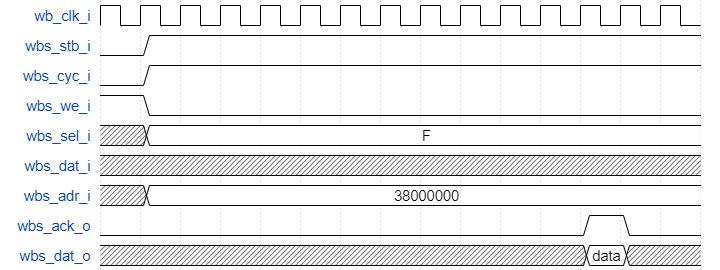 wb_clk_i
wbs_stb_i
wbs_cyc_i
wbs_we_i
wbs_sel_i F
wbs_dat_i
wbs_adr_i 38000000
wbs_ack_o
wbs_dat_o data